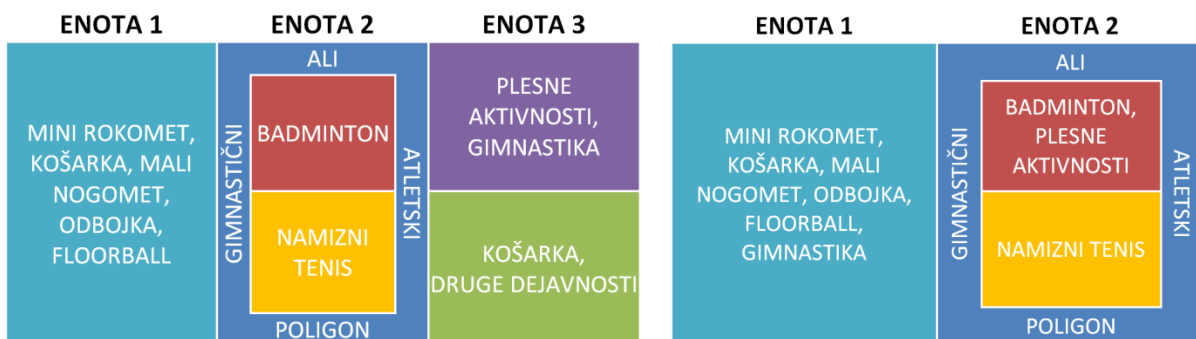 ENOTA 1
ENOTA 2
ENOTA 3
MINI ROKOMET,
KOŠARKA, MALI
NOGOMET,
ODBOJKA,
FLOORBALL
ALI
GIMNASTIČNI
BADMINTON
NAMIZNI
TENIS
ATLETSKI
POLIGON
PLESNE
AKTIVNOSTI,
GIMNASTIKA
KOŠARKA,
DRUGE DEJAVNOSTI
ENOTA 1
ENOTA 2
MINI ROKOMET,
KOŠARKA, MALI
NOGOMET, ODBOJKA,
FLOORBALL,
GIMNASTIKA
ALI
GIMNASTIČNI
BADMINTON,
PLESNE
AKTIVNOSTI
NAMIZNI TENIS
ATLETSKI
POLIGON